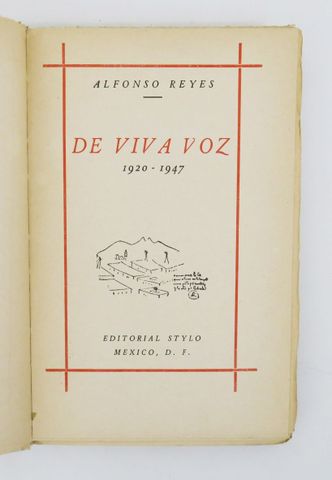 ALFONSO REYES
DE VIVA VOZ
1920 - 1947
EDITORIAL STYLO
MEXICO, D. F.